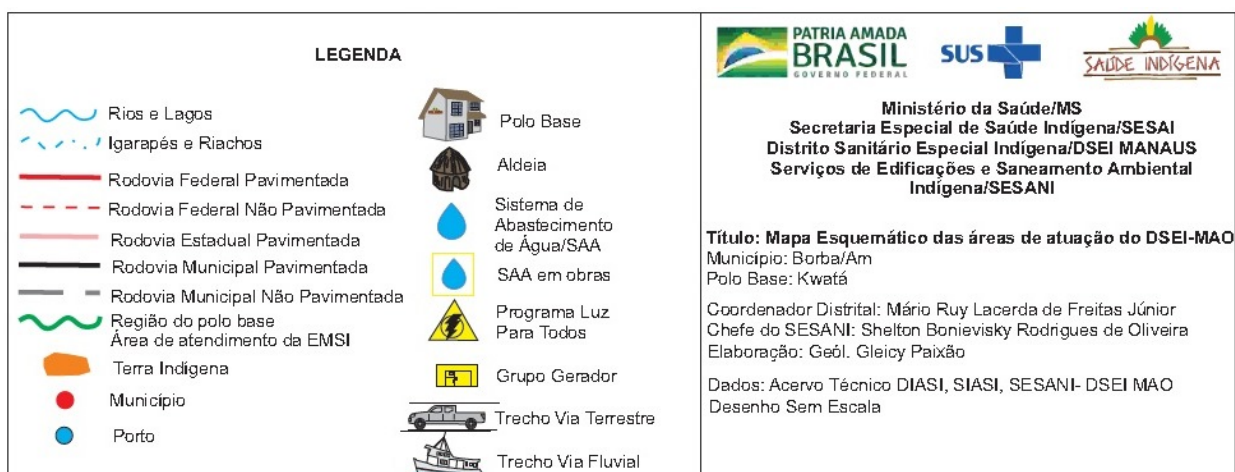 LEGENDA
Rios e Lagos
Igarapés e Riachos
Rodovia Federal Pavimentada
Rodovia Federal Não Pavimentada
Rodovia Estadual Pavimentada
Rodovia Municipal Pavimentada
Rodovia Municipal Não Pavimentada
Região do polo base
Área de atendimento da EMSI
Terra Indígena
Município
Porto
Polo Base
Aldeia
Sistema de
Abastecimento
de Água/SAA
SAA em obras
Programa Luz
Para Todos
Grupo Gerador
Trecho Via Terrestre
Trecho Via Fluvial
PATRIA AMADA
BRASIL
GOVERNO FEDERAL
SUS
SAÚDE INDÍGENA
Ministério da Saúde/MS
Secretaria Especial de Saúde Indígena/SESAI
Distrito Sanitário Especial Indígena/DSEI MANAUS
Serviços de Edificações e Saneamento Ambiental
Indígena/SESANI
Título: Mapa Esquemático das áreas de atuação do DSEI-MAO
Município: Borba/Am
Polo Base: Kwatá
Coordenador Distrital: Mário Ruy Lacerda de Freitas Júnior
Chefe do SESANI: Shelton Bonievisky Rodrigues de Oliveira
Elaboração: Geól. Gleicy Paixão
Dados: Acervo Técnico DIASI, SIASI, SESANI- DSEI MAO
Desenho Sem Escala